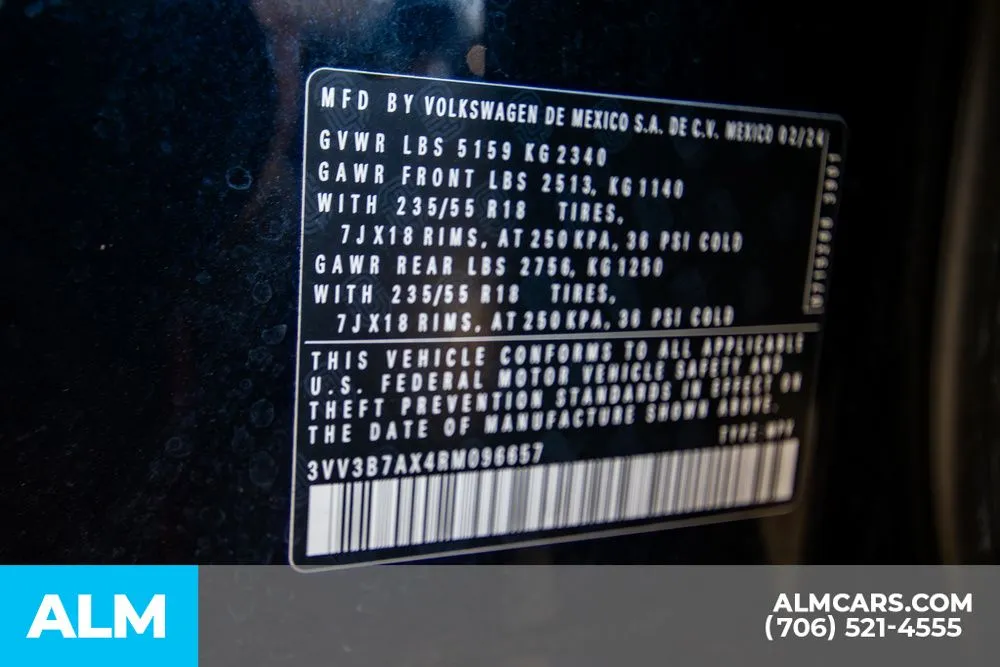 MFD BY VOLKSWAGEN DE MEXICO S.A. DE C.V. MEXICO 02/24
GVWR LBS 5159 KG 2340
GAWR FRONT LBS 2513, KG 1140
WITH 235/55 R18 TIRES,
7J X18 RIMS, AT 250 KPA, 36 PSI COLD
GAWR REAR LBS 2756, KG 1250
WITH 235/55 R18 TIRES,
7J X18 RIMS, AT 250 KPA, 36 PSI COLD
THIS VEHICLE CONFORMS TO ALL APPLICABLE
U.S. FEDERAL MOTOR VEHICLE SAFETY AND
THEFT PREVENTION STANDARDS IN EFFECT ON
THE DATE OF MANUFACTURE SHOWN ABOVE.
TYPE: MPV
3VV3B7AX4RM096657
ALM
ALMCARS.COM
(706) 521-4555